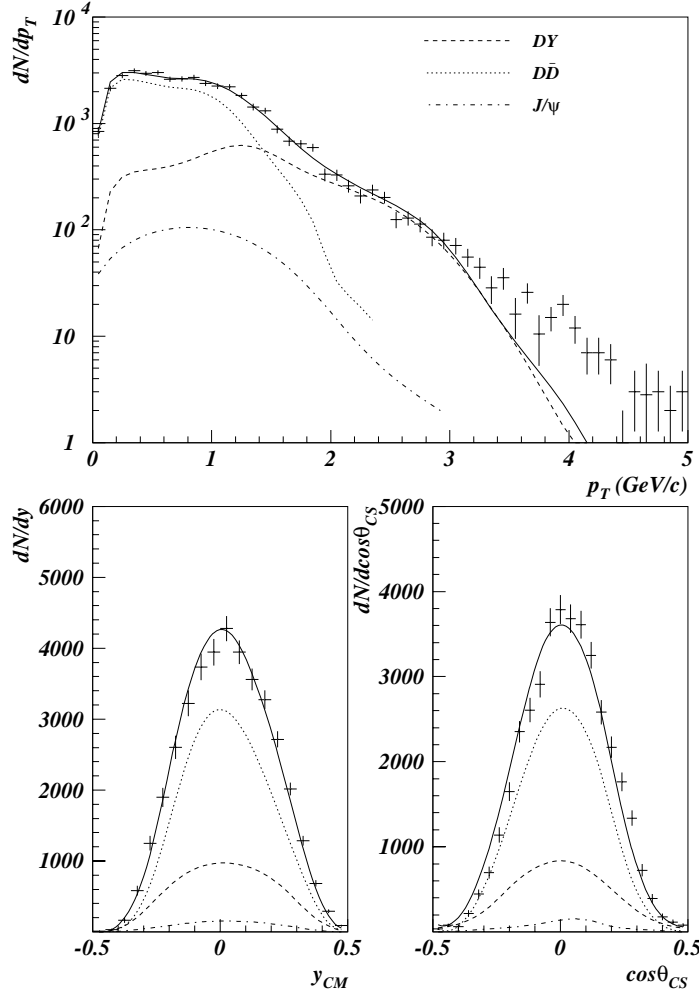 dN/dp_T
10^4
10^3
10^2
10
1
DY
DD̄
J/ψ
0 1 2 3 4 5
p_T (GeV/c)
dN/dy
6000
5000
4000
3000
2000
1000
-0.5 0 0.5
y_CM
dN/dcosθ_CS
5000
4000
3000
2000
1000
-0.5 0 0.5
cosθ_CS